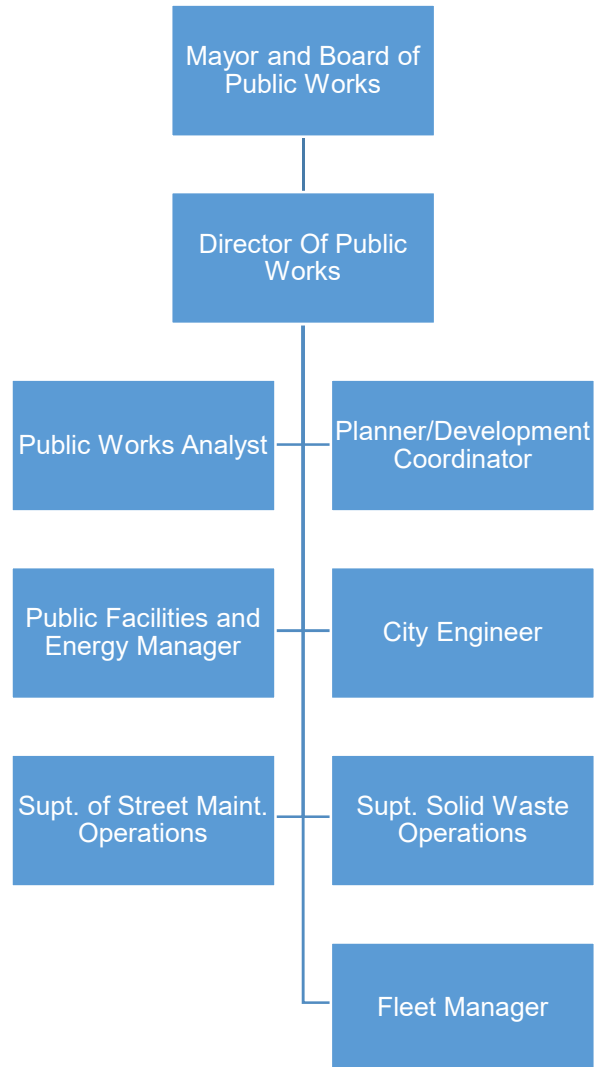 Mayor and Board of
Public Works
Director Of Public
Works
Public Works Analyst
Planner/Development
Coordinator
Public Facilities and
Energy Manager
City Engineer
Supt. of Street Maint.
Operations
Supt. Solid Waste
Operations
Fleet Manager